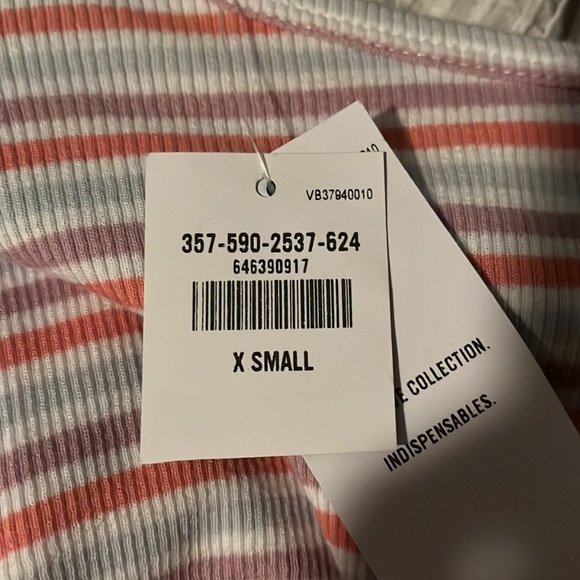 VB37940010
357-590-2537-624
646390917
X SMALL
COLLECTION.
INDISPENSABLES.